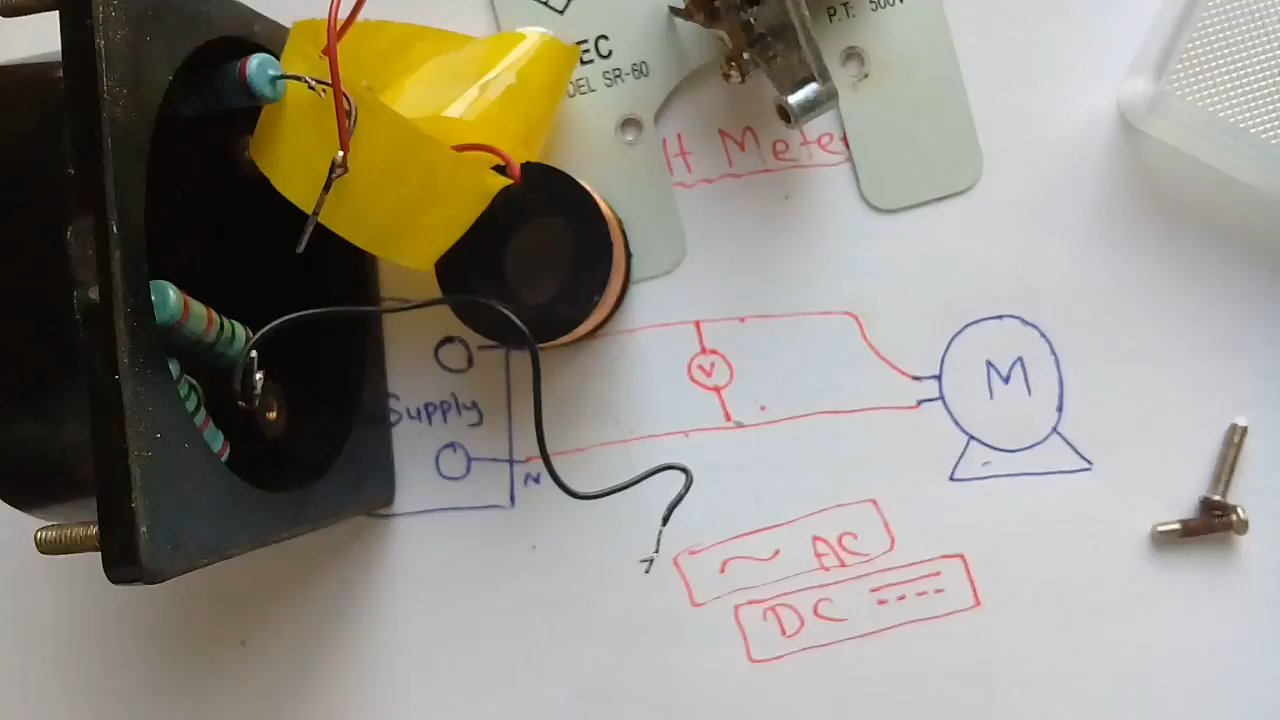 EC
DEL SR-60
P.T: 500V
H Meter
V
M
Supply
N
~ AC
DC